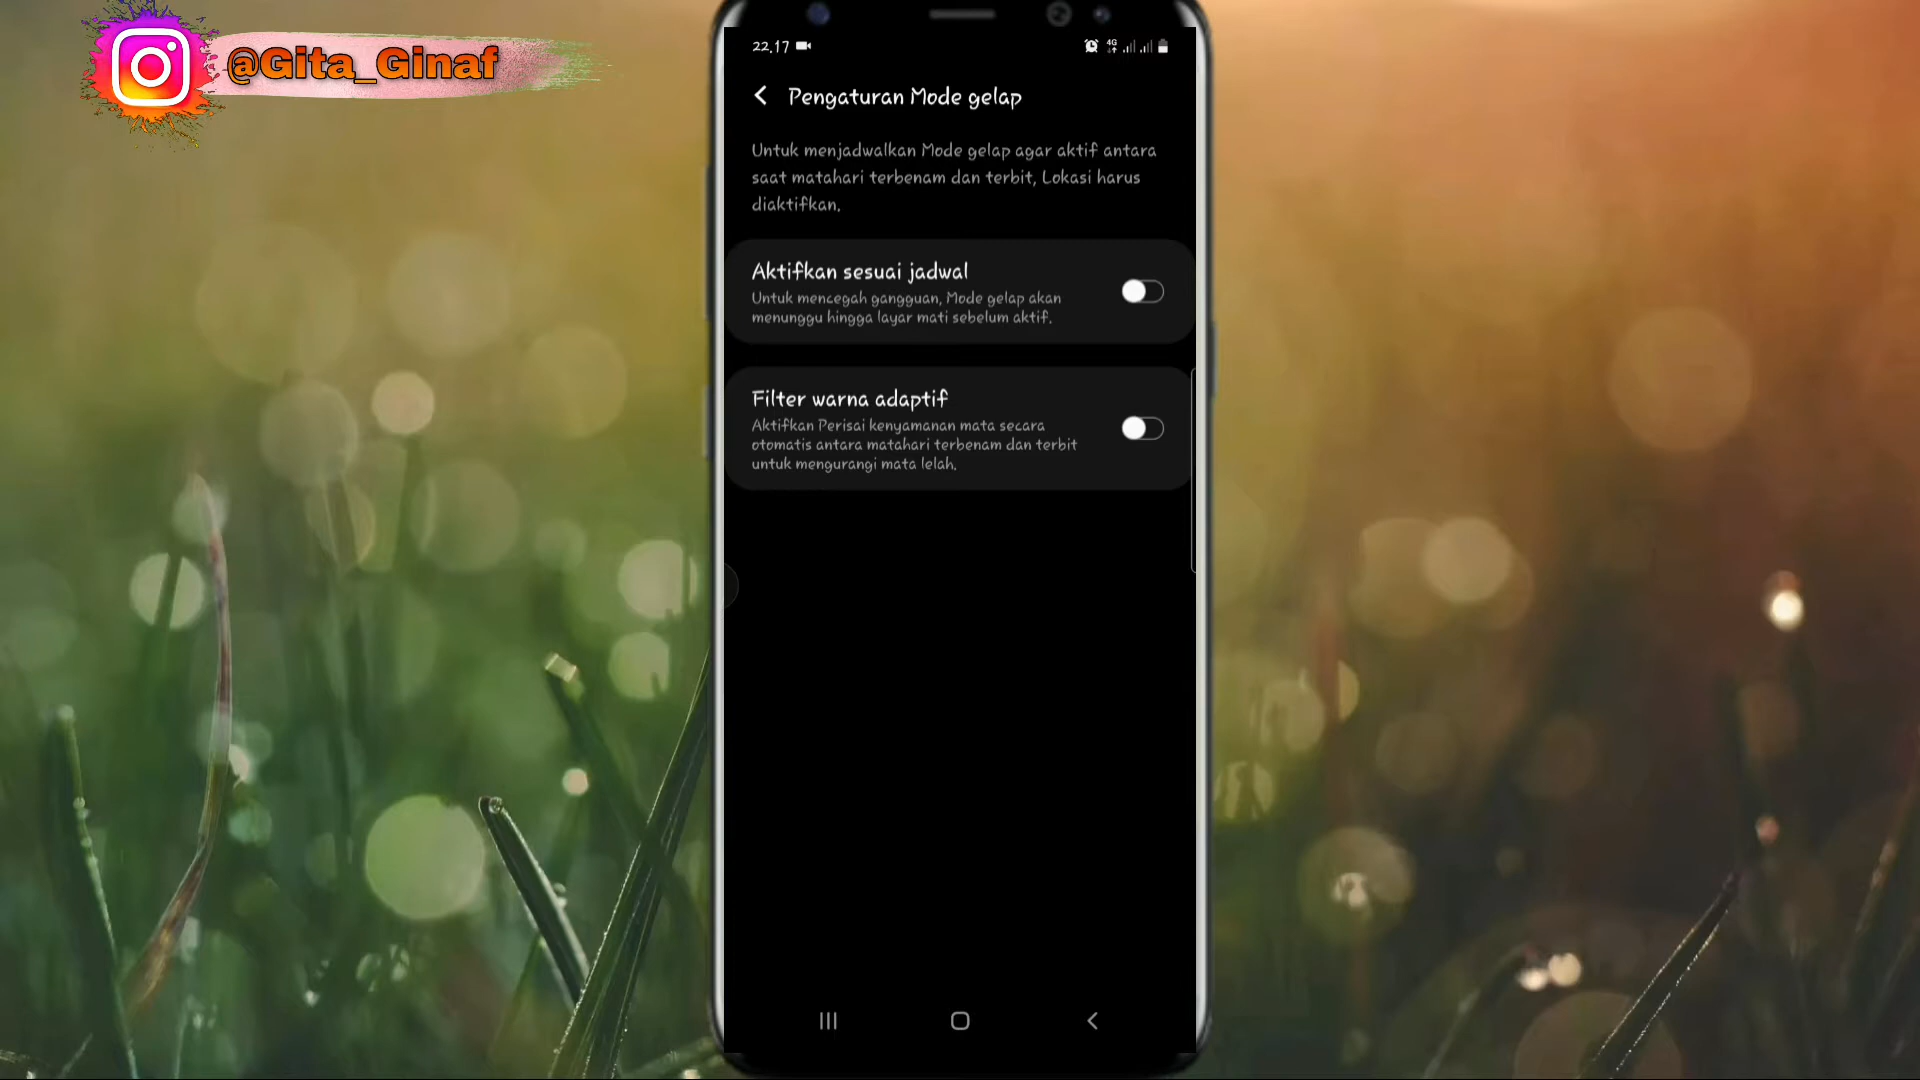 @Gita_Ginaf
22.17
4G
Pengaturan Mode gelap
Untuk menjadwalkan Mode gelap agar aktif antara
saat matahari terbenam dan terbit, Lokasi harus
diaktifkan.
Aktifkan sesuai jadwal
Untuk mencegah gangguan, Mode gelap akan
menunggu hingga layar mati sebelum aktif.
Filter warna adaptif
Aktifkan Perisai kenyamanan mata secara
otomatis antara matahari terbenam dan terbit
untuk mengurangi mata lelah.